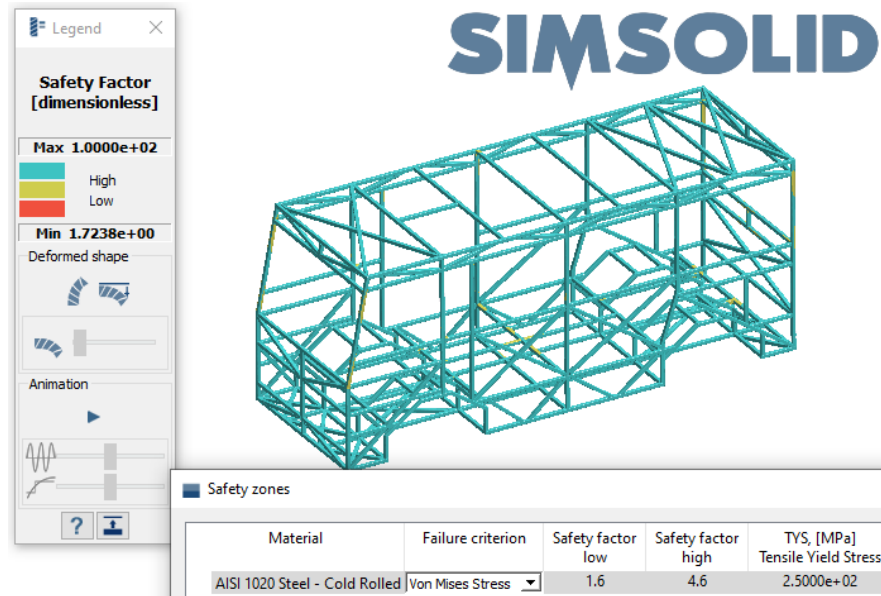 Legend
SIMSOLID
Safety Factor
[dimensionless]
Max 1.0000e+02
High
Low
Min 1.7238e+00
Deformed shape
Animation
?
Safety zones
Material Failure criterion Safety factor low Safety factor high TYS, [MPa] Tensile Yield Stress
AISI 1020 Steel - Cold Rolled Von Mises Stress 1.6 4.6 2.5000e+02